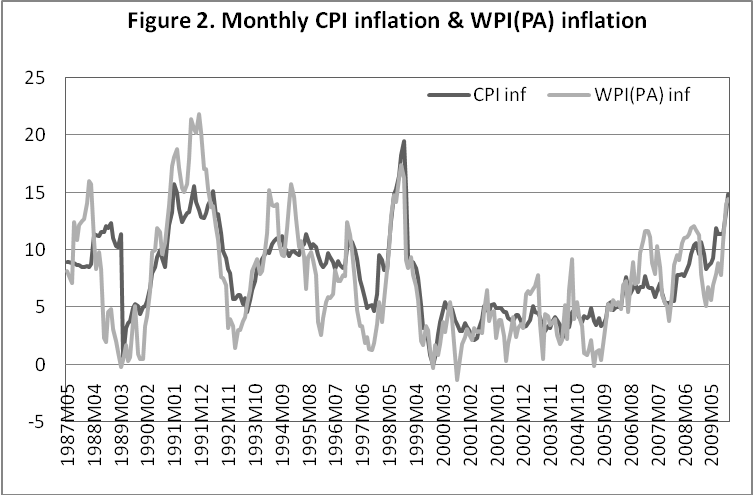 Figure 2. Monthly CPI inflation & WPI(PA) inflation
25
CPI inf
WPI(PA) inf
20
15
10
5
0
-5
1987M05
1988M04
1989M03
1990M02
1991M01
1991M12
1992M11
1993M10
1994M09
1995M08
1996M07
1997M06
1998M05
1999M04
2000M03
2001M02
2002M01
2002M12
2003M11
2004M10
2005M09
2006M08
2007M07
2008M06
2009M05